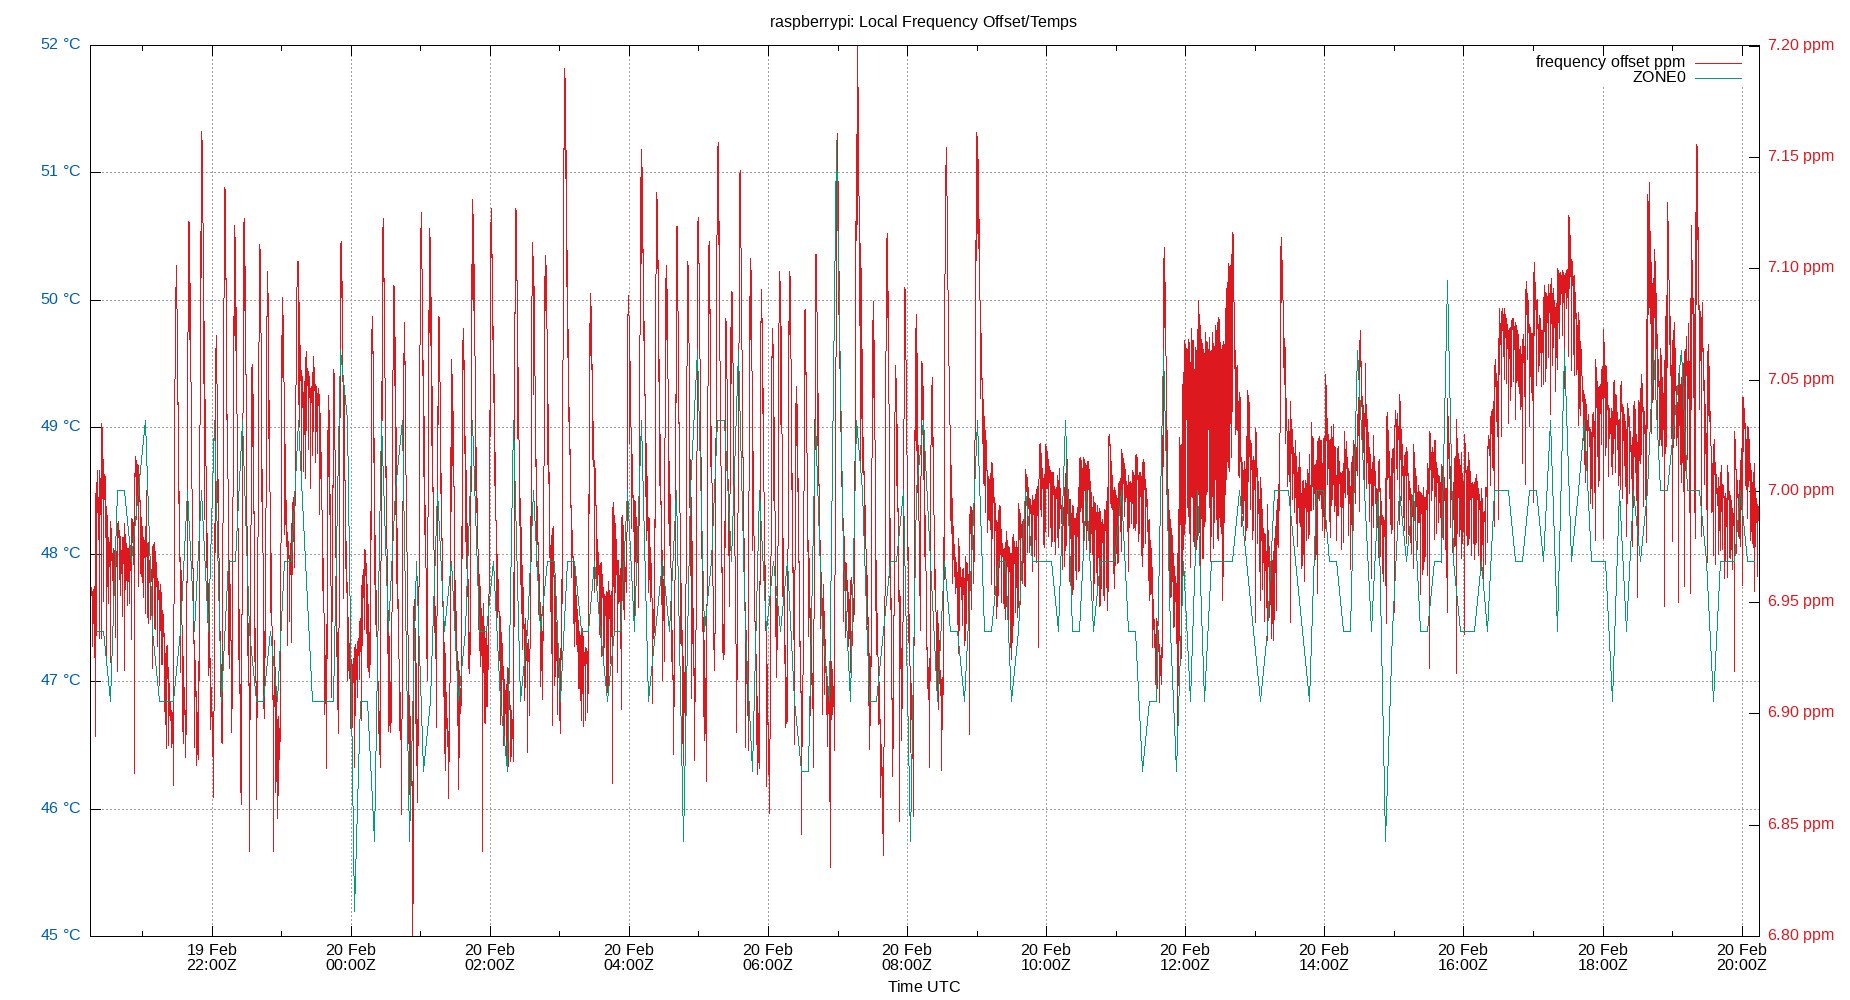 raspberrypi: Local Frequency Offset/Temps
52 °C
51 °C
50 °C
49 °C
48 °C
47 °C
46 °C
45 °C
7.20 ppm
7.15 ppm
7.10 ppm
7.05 ppm
7.00 ppm
6.95 ppm
6.90 ppm
6.85 ppm
6.80 ppm
frequency offset ppm
ZONE0
19 Feb
22:00Z
20 Feb
00:00Z
20 Feb
02:00Z
20 Feb
04:00Z
20 Feb
06:00Z
20 Feb
08:00Z
20 Feb
10:00Z
20 Feb
12:00Z
20 Feb
14:00Z
20 Feb
16:00Z
20 Feb
18:00Z
20 Feb
20:00Z
Time UTC